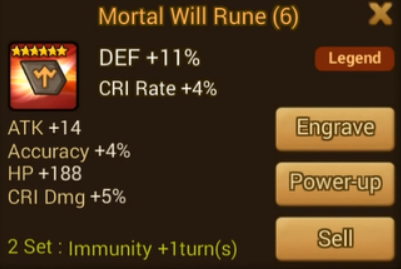 Mortal Will Rune (6)
DEF +11%
Legend
CRI Rate +4%
ATK +14
Accuracy +4%
HP +188
CRI Dmg +5%
2 Set : Immunity +1turn(s)
Engrave
Power-up
Sell